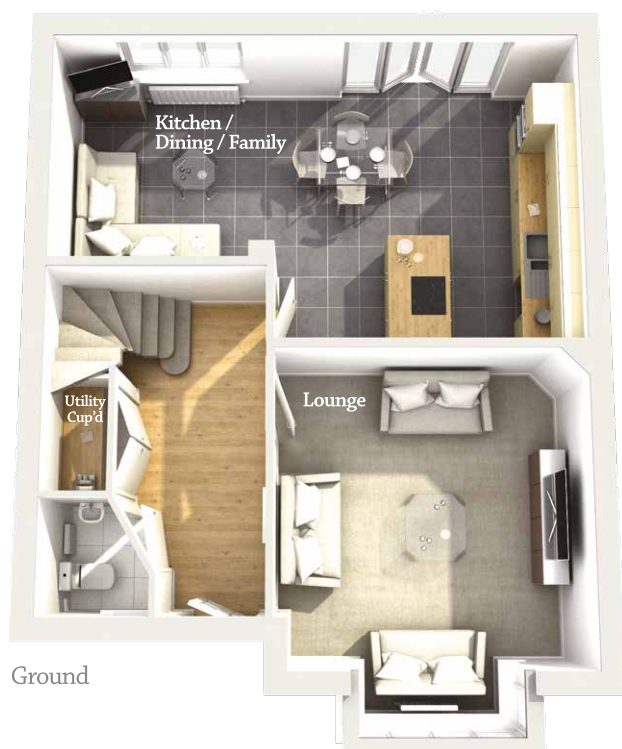 Kitchen /
Dining / Family
Utility
Cup'd
Lounge
Ground